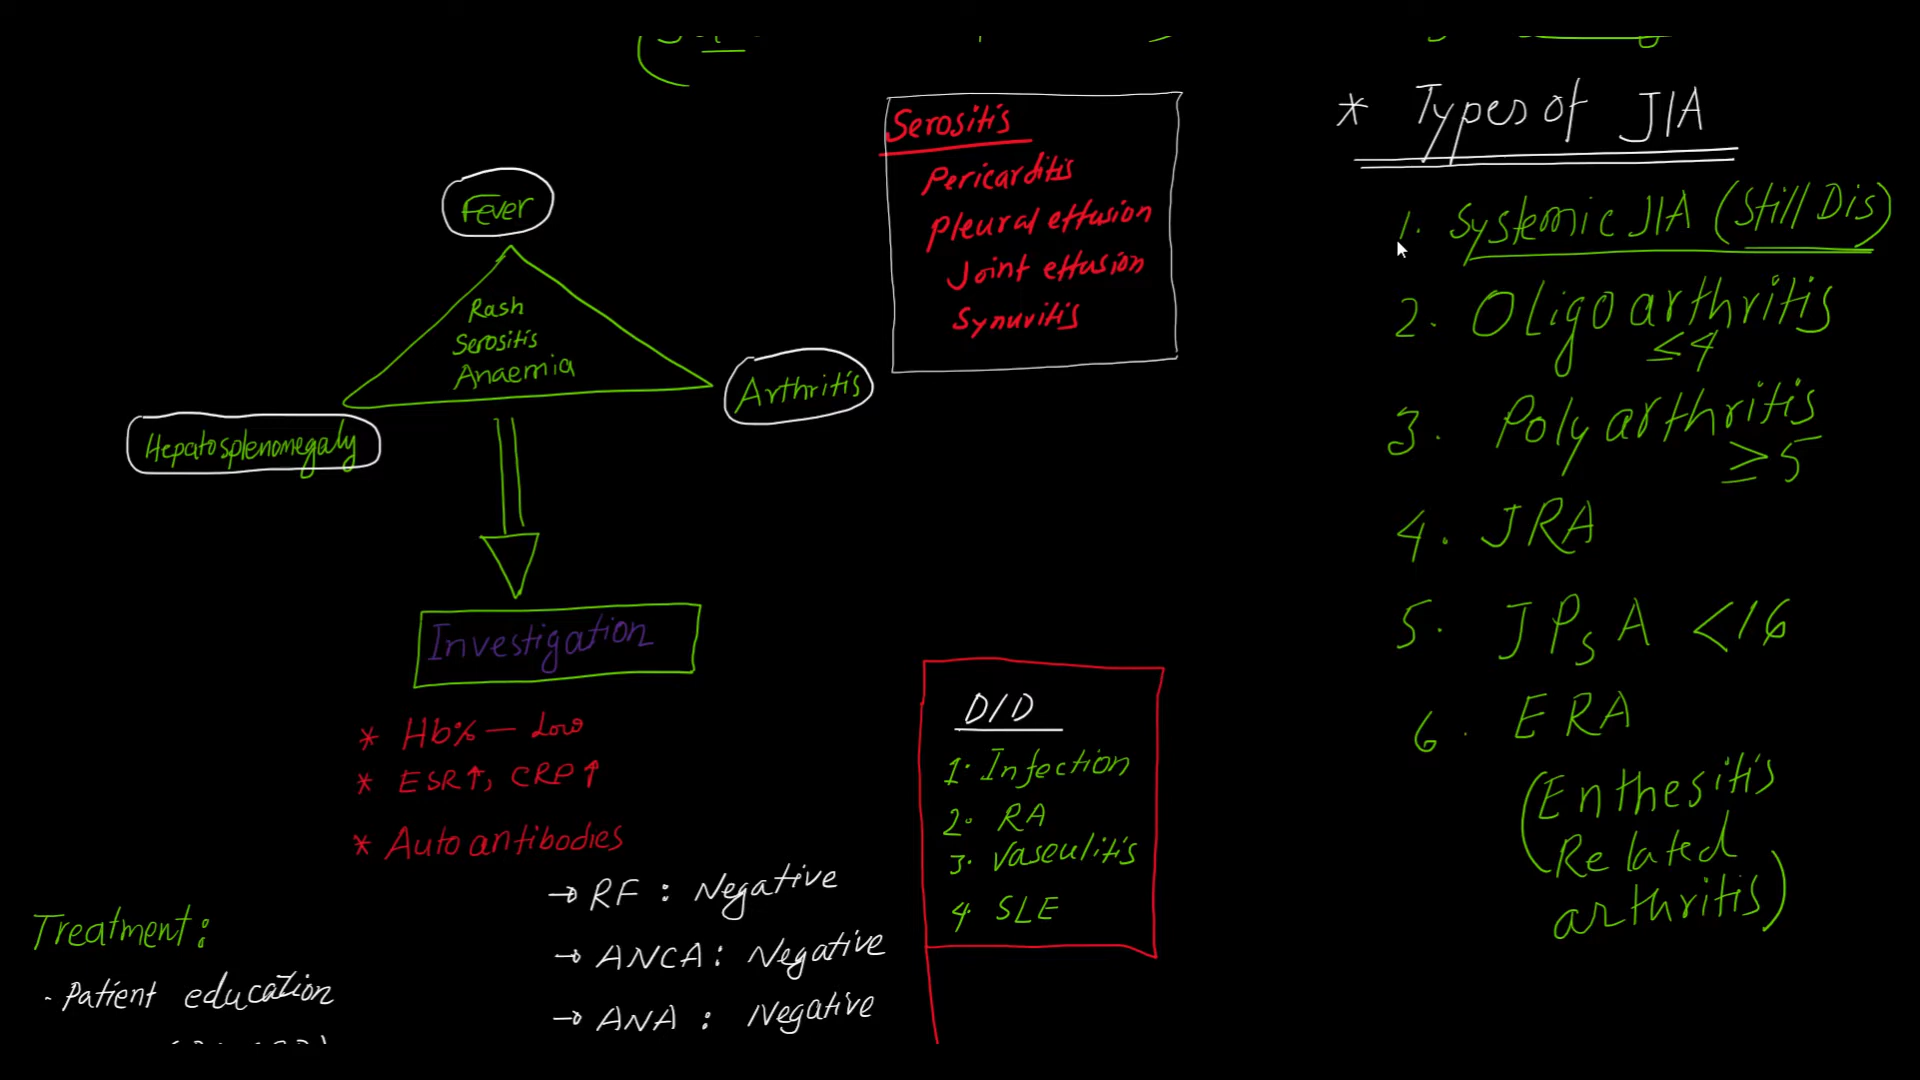 Fever
Rash
Serositis
Anaemia
Arthritis
Hepatosplenomegaly
Investigation
* Hb% — Low
* ESR↑, CRP↑
* Autoantibodies
→ RF : Negative
→ ANCA : Negative
→ ANA : Negative
Treatment:
- Patient education
Serositis
Pericarditis
Pleural effusion
Joint effusion
Synuvitis
D/D
1. Infection
2. RA
3. Vasculitis
4. SLE
* Types of JIA
1. Systemic JIA (Still Dis)
2. Oligoarthritis
≤4
3. Polyarthritis
≥5
4. JRA
5. JPsA <16
6. ERA
(Enthesitis
Related
arthritis)